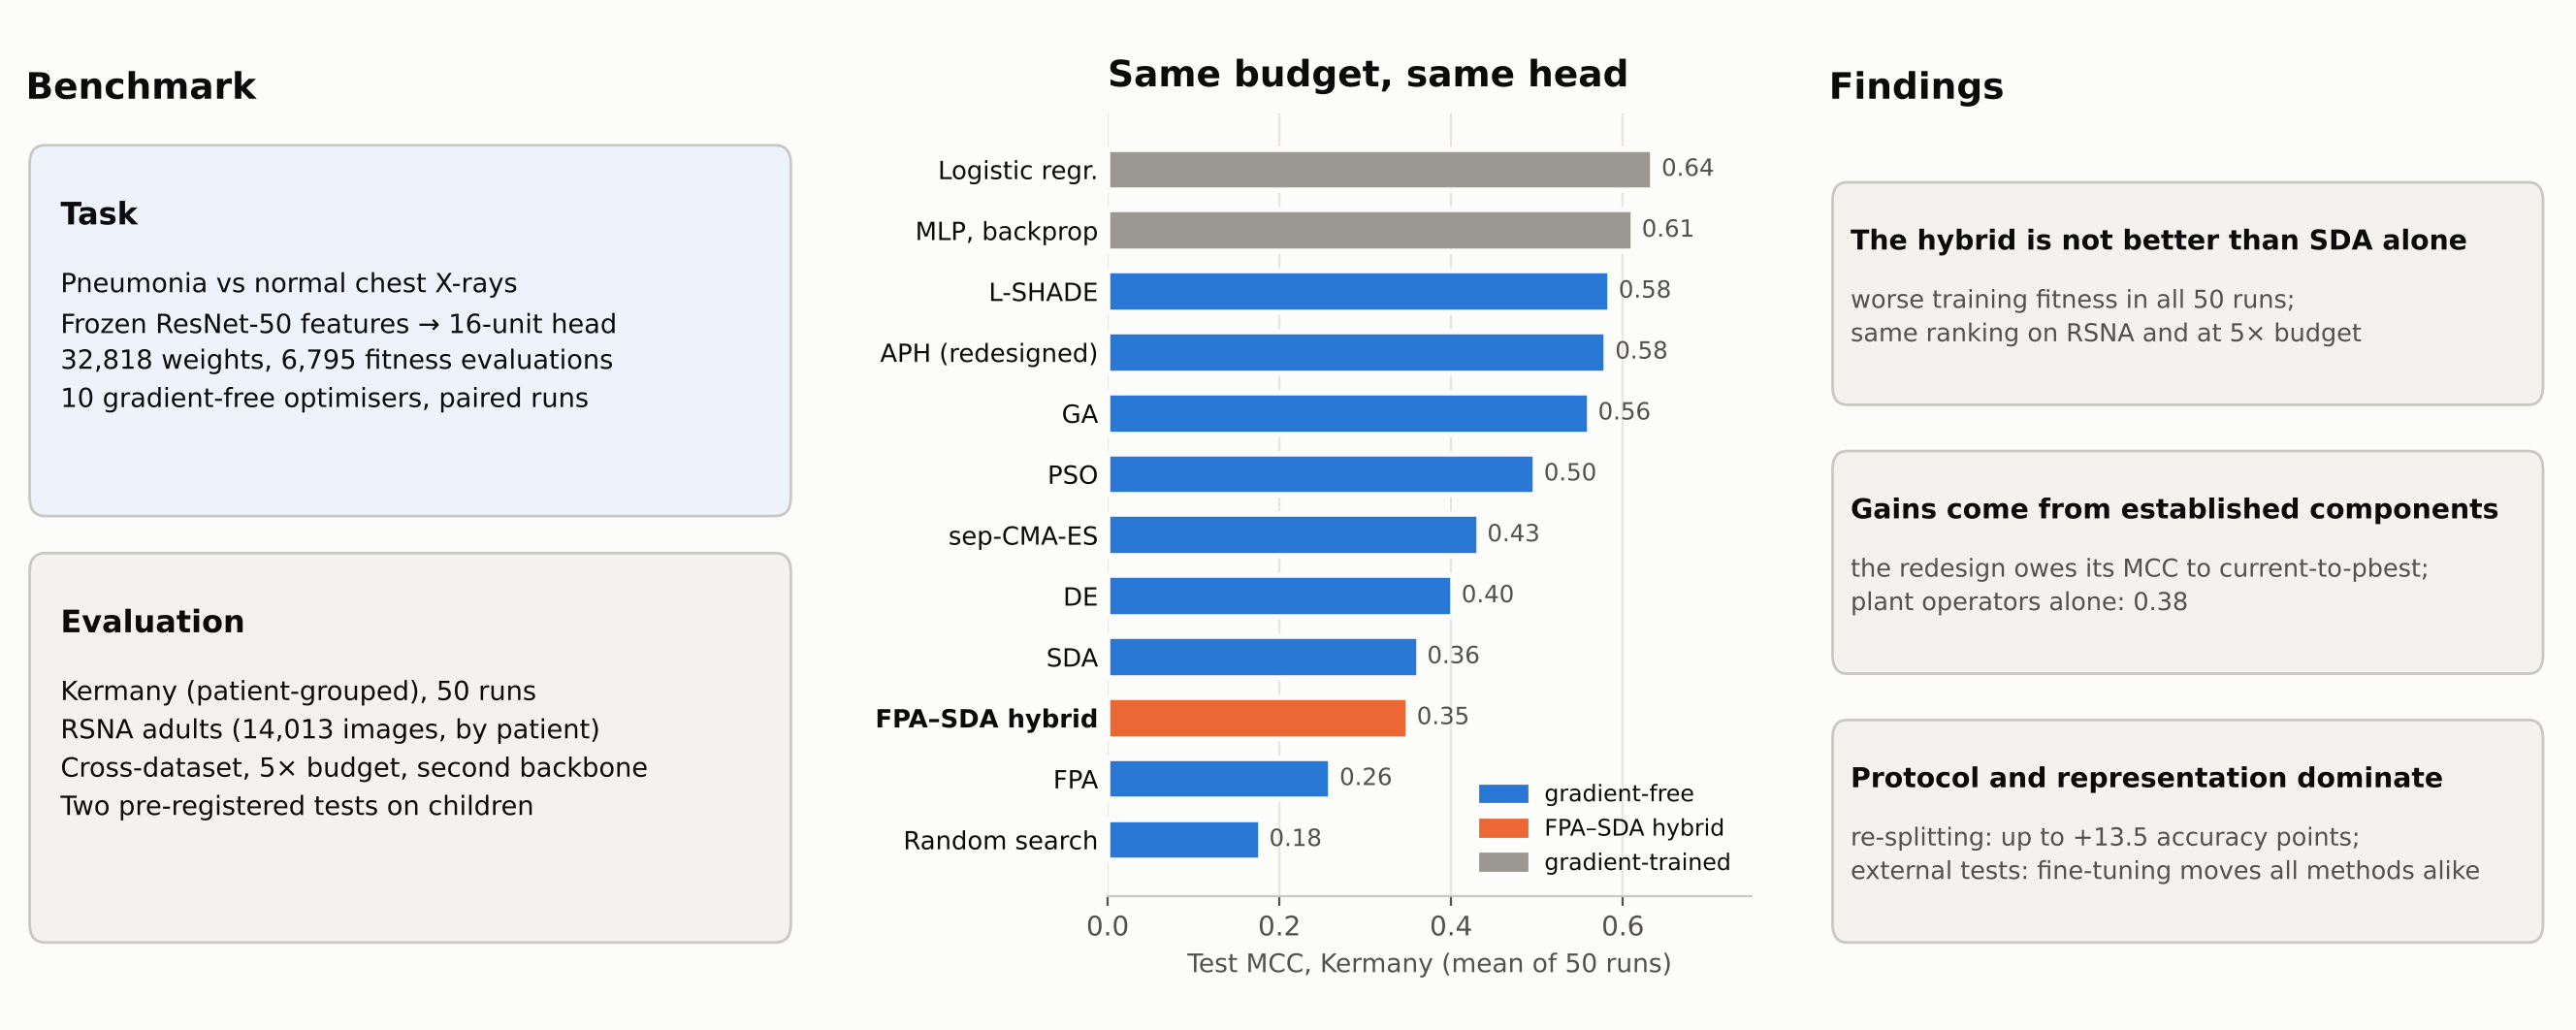 Benchmark
Task
Pneumonia vs normal chest X-rays
Frozen ResNet-50 features → 16-unit head
32,818 weights, 6,795 fitness evaluations
10 gradient-free optimisers, paired runs
Evaluation
Kermany (patient-grouped), 50 runs
RSNA adults (14,013 images, by patient)
Cross-dataset, 5× budget, second backbone
Two pre-registered tests on children
Same budget, same head
Logistic regr. 0.64
MLP, backprop 0.61
L-SHADE 0.58
APH (redesigned) 0.58
GA 0.56
PSO 0.50
sep-CMA-ES 0.43
DE 0.40
SDA 0.36
FPA–SDA hybrid 0.35
FPA 0.26
Random search 0.18
gradient-free
FPA–SDA hybrid
gradient-trained
0.0 0.2 0.4 0.6
Test MCC, Kermany (mean of 50 runs)
Findings
The hybrid is not better than SDA alone
worse training fitness in all 50 runs;
same ranking on RSNA and at 5× budget
Gains come from established components
the redesign owes its MCC to current-to-pbest;
plant operators alone: 0.38
Protocol and representation dominate
re-splitting: up to +13.5 accuracy points;
external tests: fine-tuning moves all methods alike